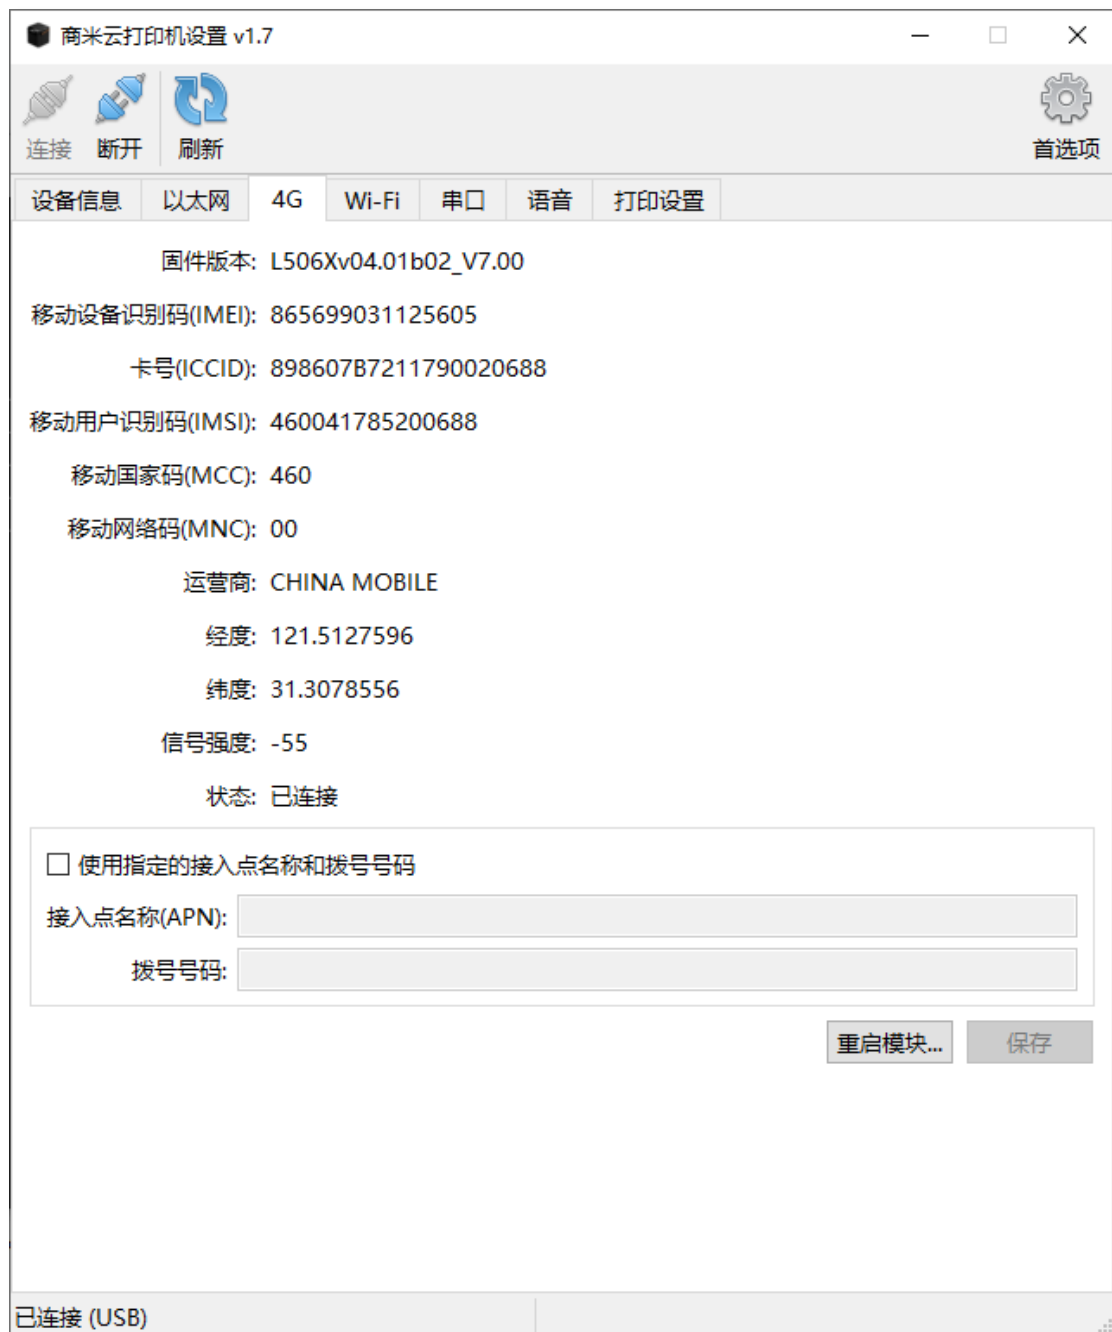 商米云打印机设置 v1.7
连接 断开 刷新 首选项
设备信息 以太网 4G Wi-Fi 串口 语音 打印设置
固件版本: L506Xv04.01b02_V7.00
移动设备识别码(IMEI): 865699031125605
卡号(ICCID): 898607B7211790020688
移动用户识别码(IMSI): 460041785200688
移动国家码(MCC): 460
移动网络码(MNC): 00
运营商: CHINA MOBILE
经度: 121.5127596
纬度: 31.3078556
信号强度: -55
状态: 已连接
使用指定的接入点名称和拨号号码
接入点名称(APN):
拨号号码:
重启模块... 保存
已连接 (USB)